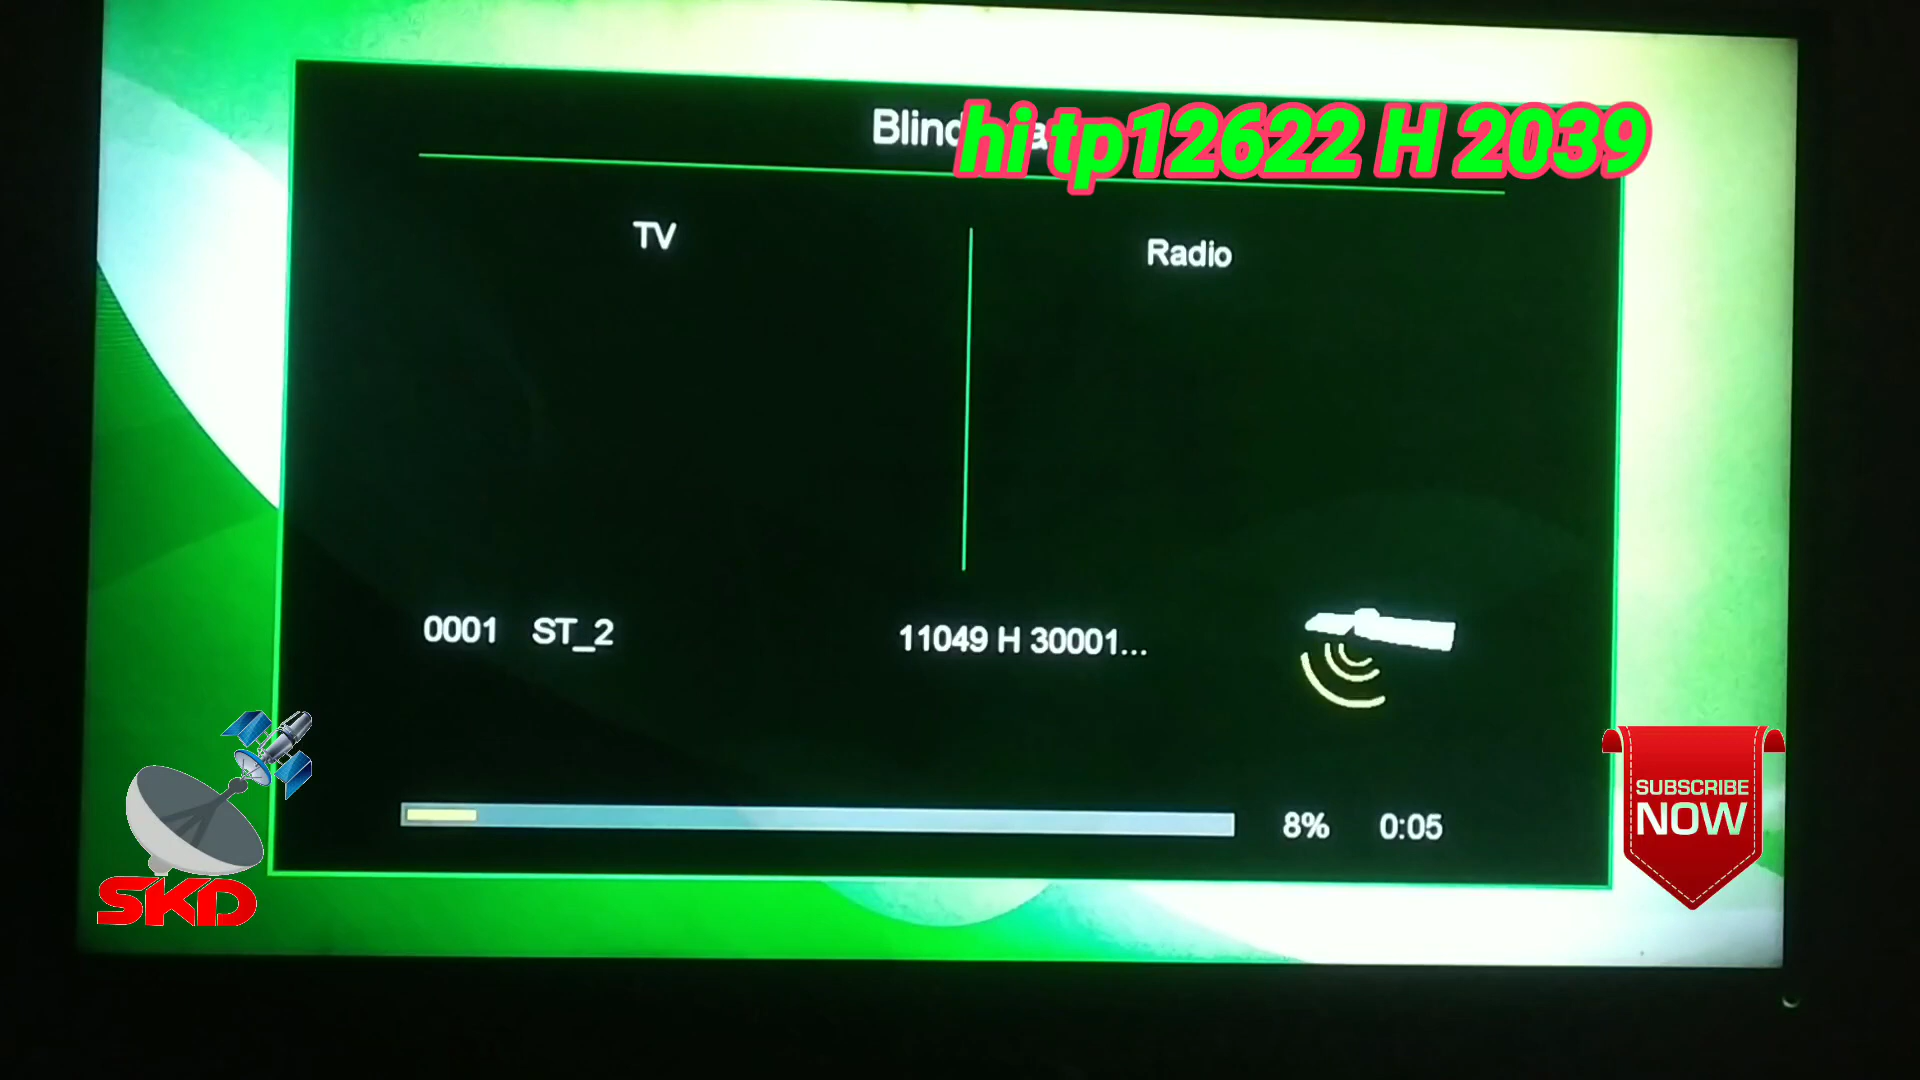 Blind
hi tp12622 H 2039
TV
Radio
0001 ST_2
11049 H 30001...
8% 0:05
SKD
SUBSCRIBE
NOW